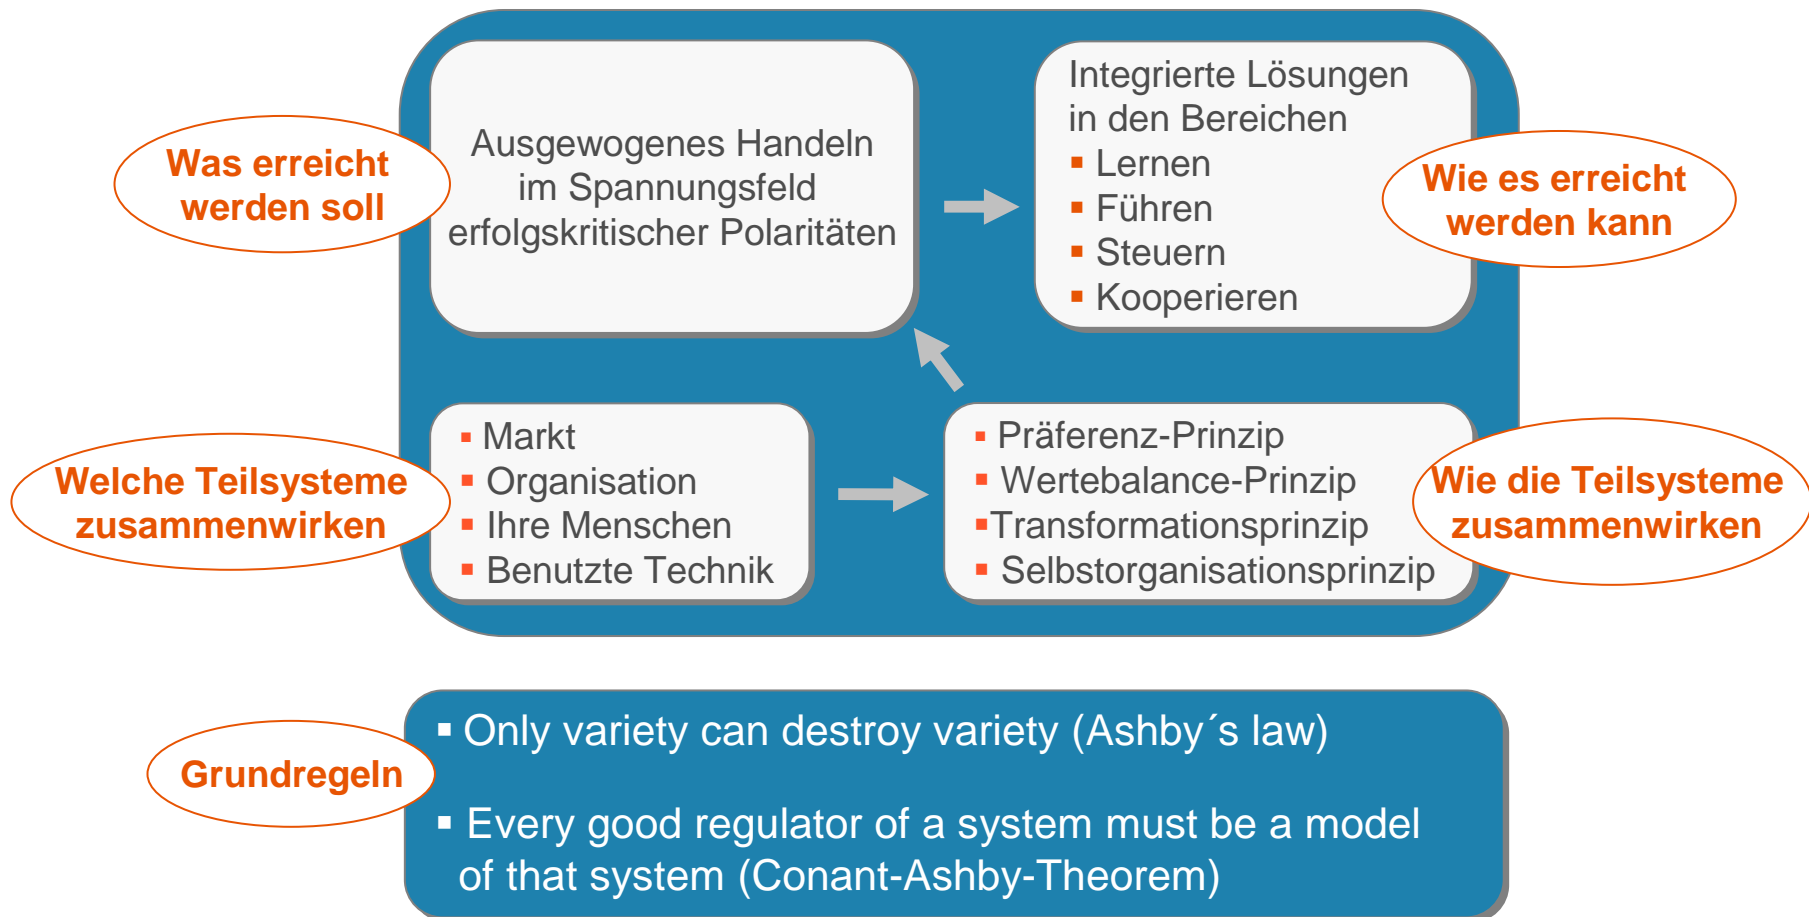 Was erreicht
werden soll
Ausgewogenes Handeln
im Spannungsfeld
erfolgskritischer Polaritäten
Integrierte Lösungen
in den Bereichen
▪ Lernen
▪ Führen
▪ Steuern
▪ Kooperieren
Wie es erreicht
werden kann
Welche Teilsysteme
zusammenwirken
▪ Markt
▪ Organisation
▪ Ihre Menschen
▪ Benutzte Technik
▪ Präferenz-Prinzip
▪ Wertebalance-Prinzip
▪Transformationsprinzip
▪ Selbstorganisationsprinzip
Wie die Teilsysteme
zusammenwirken
Grundregeln
▪ Only variety can destroy variety (Ashby´s law)
▪ Every good regulator of a system must be a model
of that system (Conant-Ashby-Theorem)